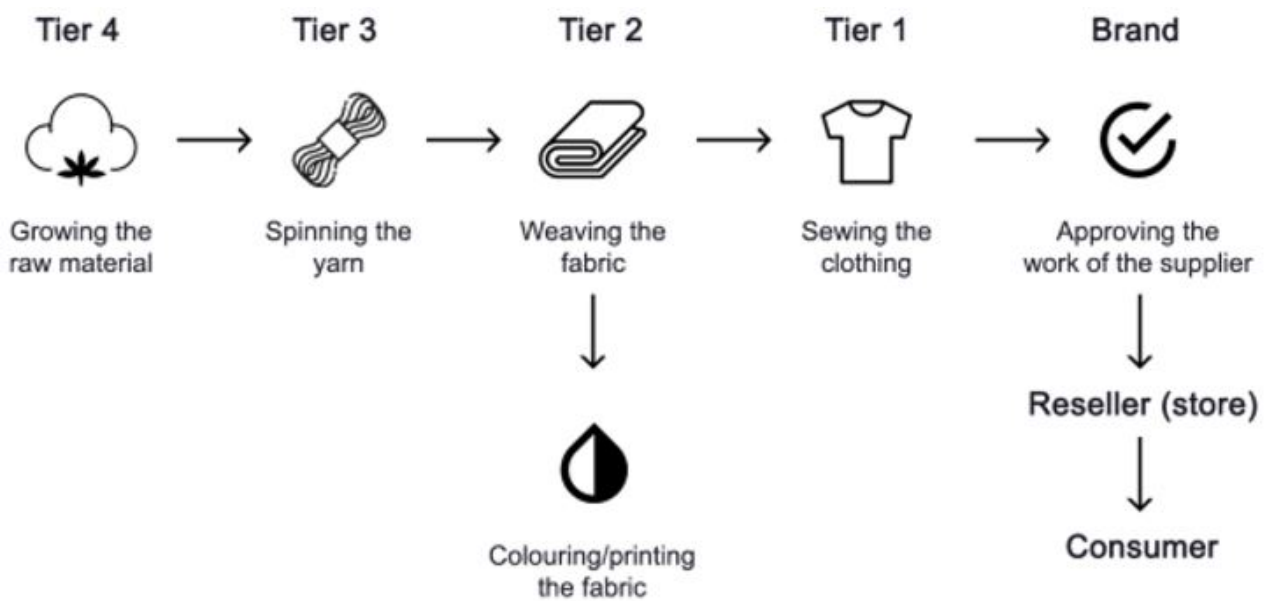 Tier 4
Tier 3
Tier 2
Tier 1
Brand
Growing the
raw material
Spinning the
yarn
Weaving the
fabric
Sewing the
clothing
Approving the
work of the supplier
Reseller (store)
Colouring/printing
the fabric
Consumer